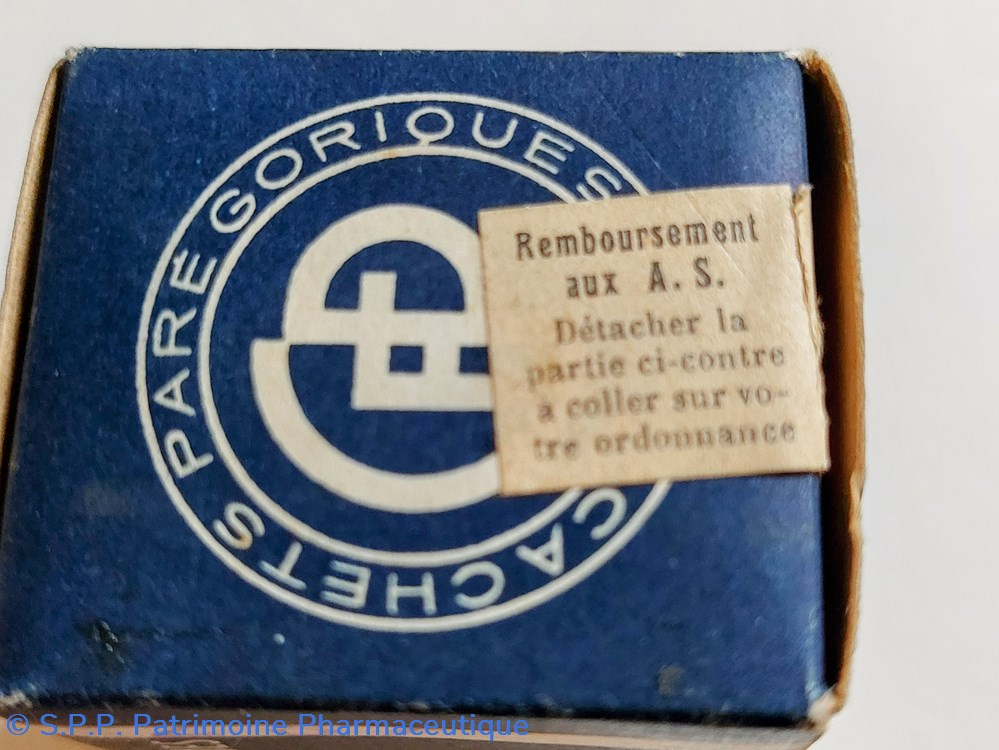 CACHETS PARÉGORIQUES
Remboursement
aux A. S.
Détacher la
partie ci-contre
à coller sur vo-
tre ordonnance
© S.P.P. Patrimoine Pharmaceutique